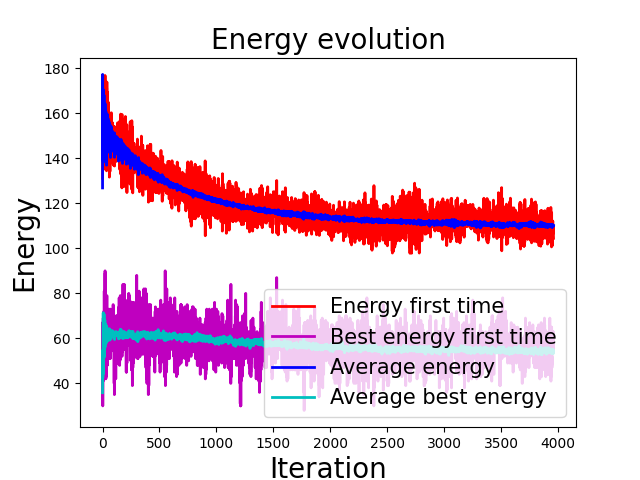 Energy evolution
180
160
140
120
100
80
60
40
Energy
Energy first time
Best energy first time
Average energy
Average best energy
0 500 1000 1500 2000 2500 3000 3500 4000
Iteration